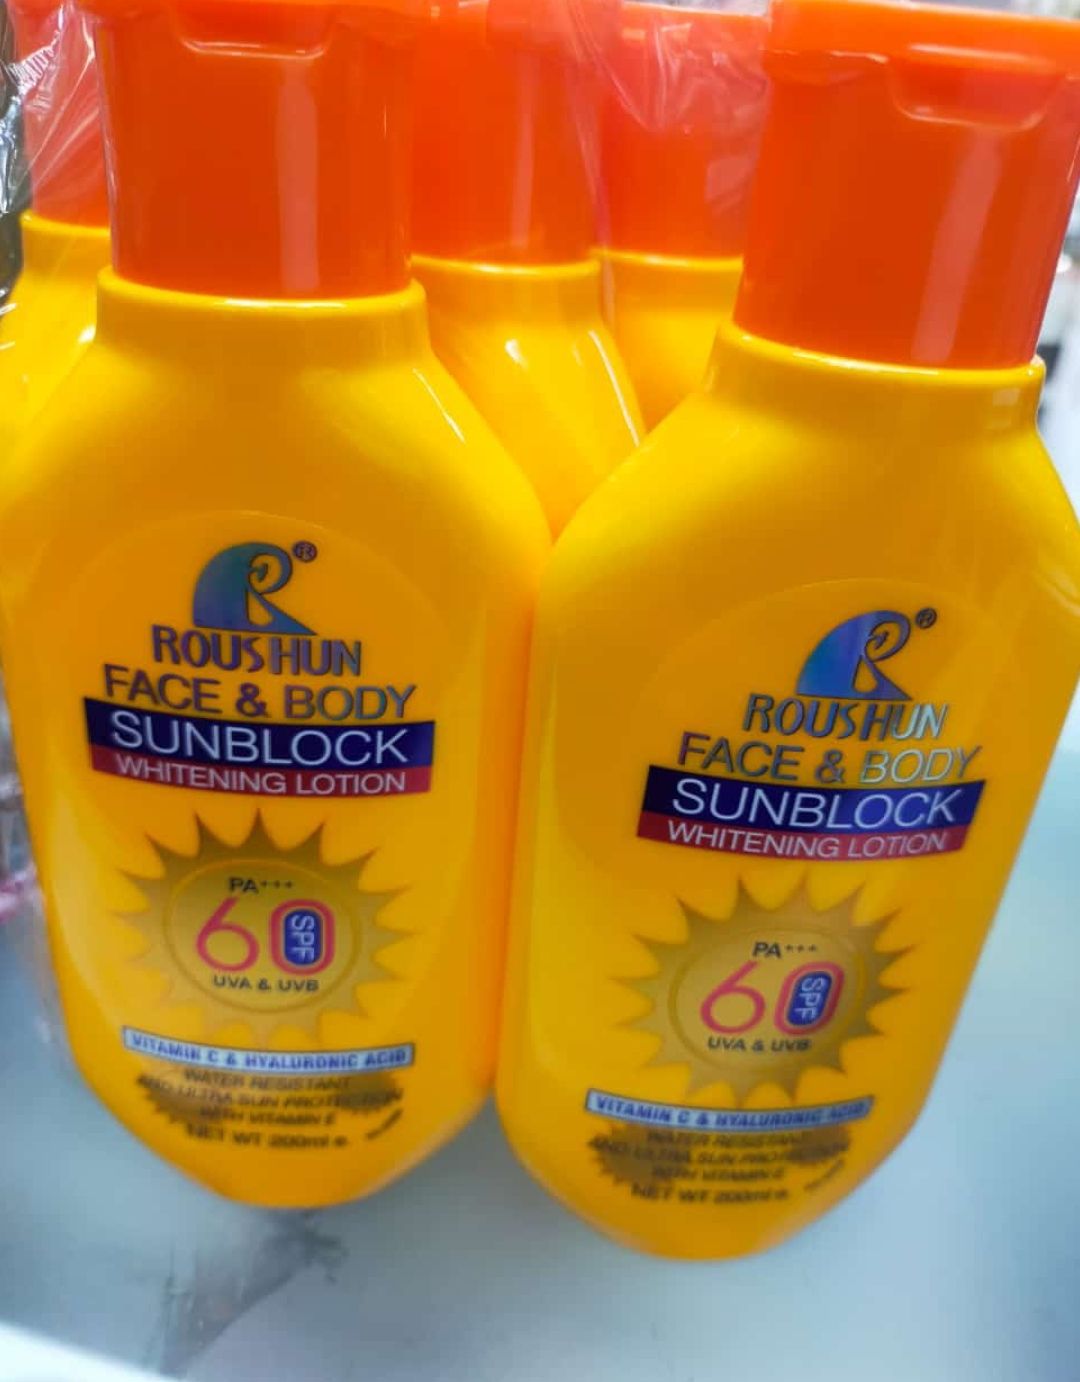 R®
ROUSHUN
FACE & BODY
SUNBLOCK
WHITENING LOTION
PA+++
60
SPF
UVA & UVB
VITAMIN C & HYALURONIC ACID
WATER RESISTANT
AND ULTRA SUN PROTECTION
WITH VITAMIN E
NET WT 200ml e
R®
ROUSHUN
FACE & BODY
SUNBLOCK
WHITENING LOTION
PA+++
60
SPF
UVA & UVB
VITAMIN C & HYALURONIC ACID
WATER RESISTANT
AND ULTRA SUN PROTECTION
WITH VITAMIN E
NET WT 200ml e